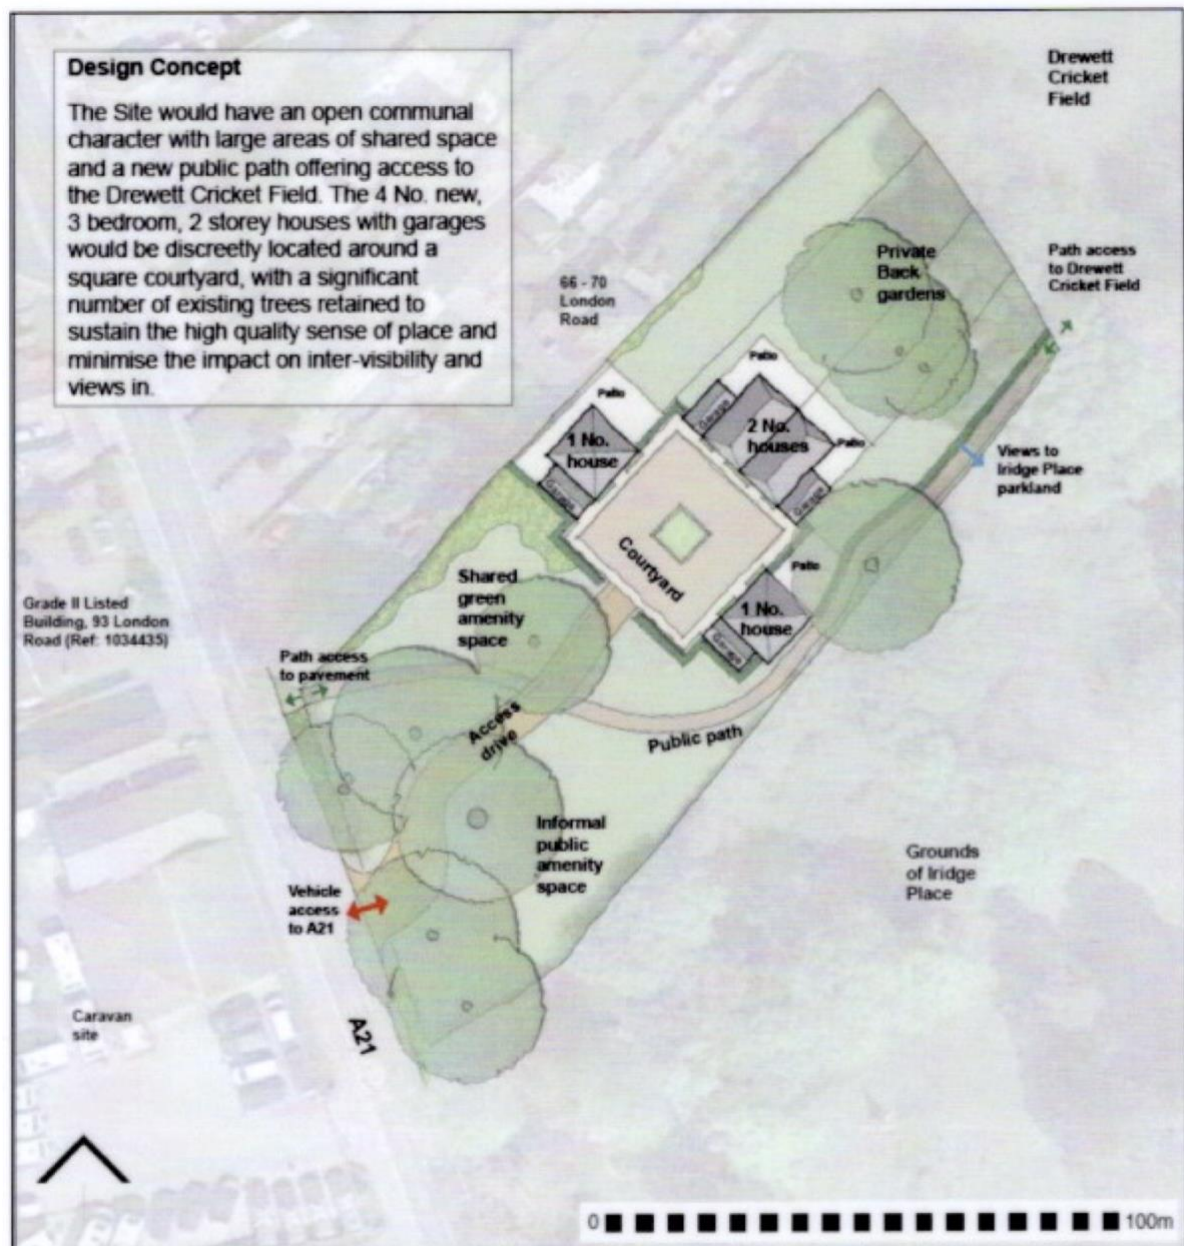 Design Concept
The Site would have an open communal
character with large areas of shared space
and a new public path offering access to
the Drewett Cricket Field. The 4 No. new,
3 bedroom, 2 storey houses with garages
would be discreetly located around a
square courtyard, with a significant
number of existing trees retained to
sustain the high quality sense of place and
minimise the impact on inter-visibility and
views in.
Drewett
Cricket
Field
Private
Back
gardens
Path access
to Drewett
Cricket Field
66 - 70
London
Road
Patio
Garage
2 No.
houses
Patio
Garage
Patio
1 No.
house
Garage
Views to
Iridge Place
parkland
Courtyard
Patio
1 No.
house
Garage
Shared
green
amenity
space
Grade II Listed
Building, 93 London
Road (Ref: 1034435)
Path access
to pavement
Access
drive
Public path
Informal
public
amenity
space
Grounds
of Iridge
Place
Vehicle
access
to A21
A21
Caravan
site
0
100m